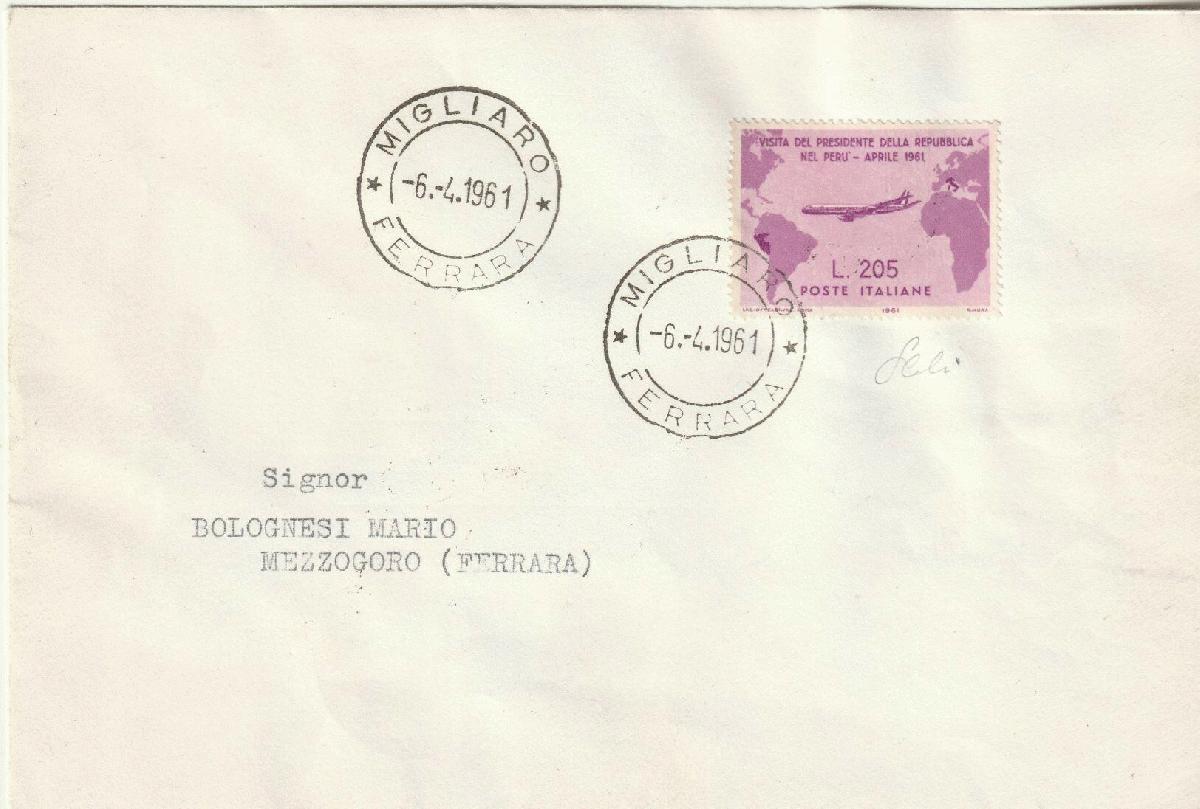 MIGLIARO
-6.-4.1961
FERRARA
VISITA DEL PRESIDENTE DELLA REPUBBLICA
NEL PERU' - APRILE 1961
L. 205
POSTE ITALIANE
1961
MIGLIARO
-6.-4.1961
FERRARA
Signor
BOLOGNESI MARIO
MEZZOGORO (FERRARA)